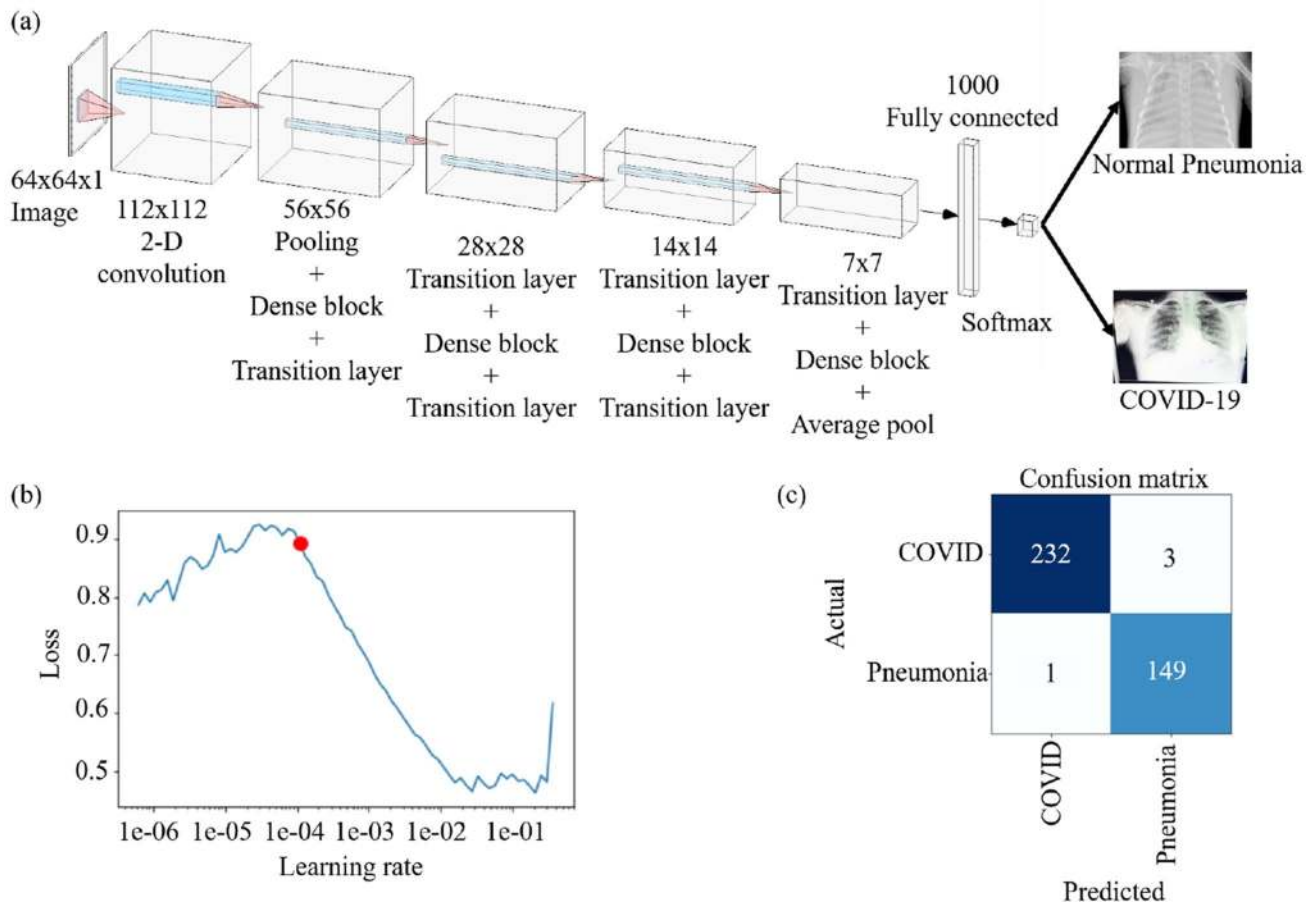 (a)
64x64x1
Image
112x112
2-D
convolution
56x56
Pooling
+
Dense block
+
Transition layer
28x28
Transition layer
+
Dense block
+
Transition layer
14x14
Transition layer
+
Dense block
+
Transition layer
7x7
Transition layer
+
Dense block
+
Average pool
1000
Fully connected
Softmax
Normal Pneumonia
COVID-19
(b)
Loss
0.9
0.8
0.7
0.6
0.5
1e-06 1e-05 1e-04 1e-03 1e-02 1e-01
Learning rate
(c)
Confusion matrix
Actual
COVID 232 3
Pneumonia 1 149
COVID
Pneumonia
Predicted